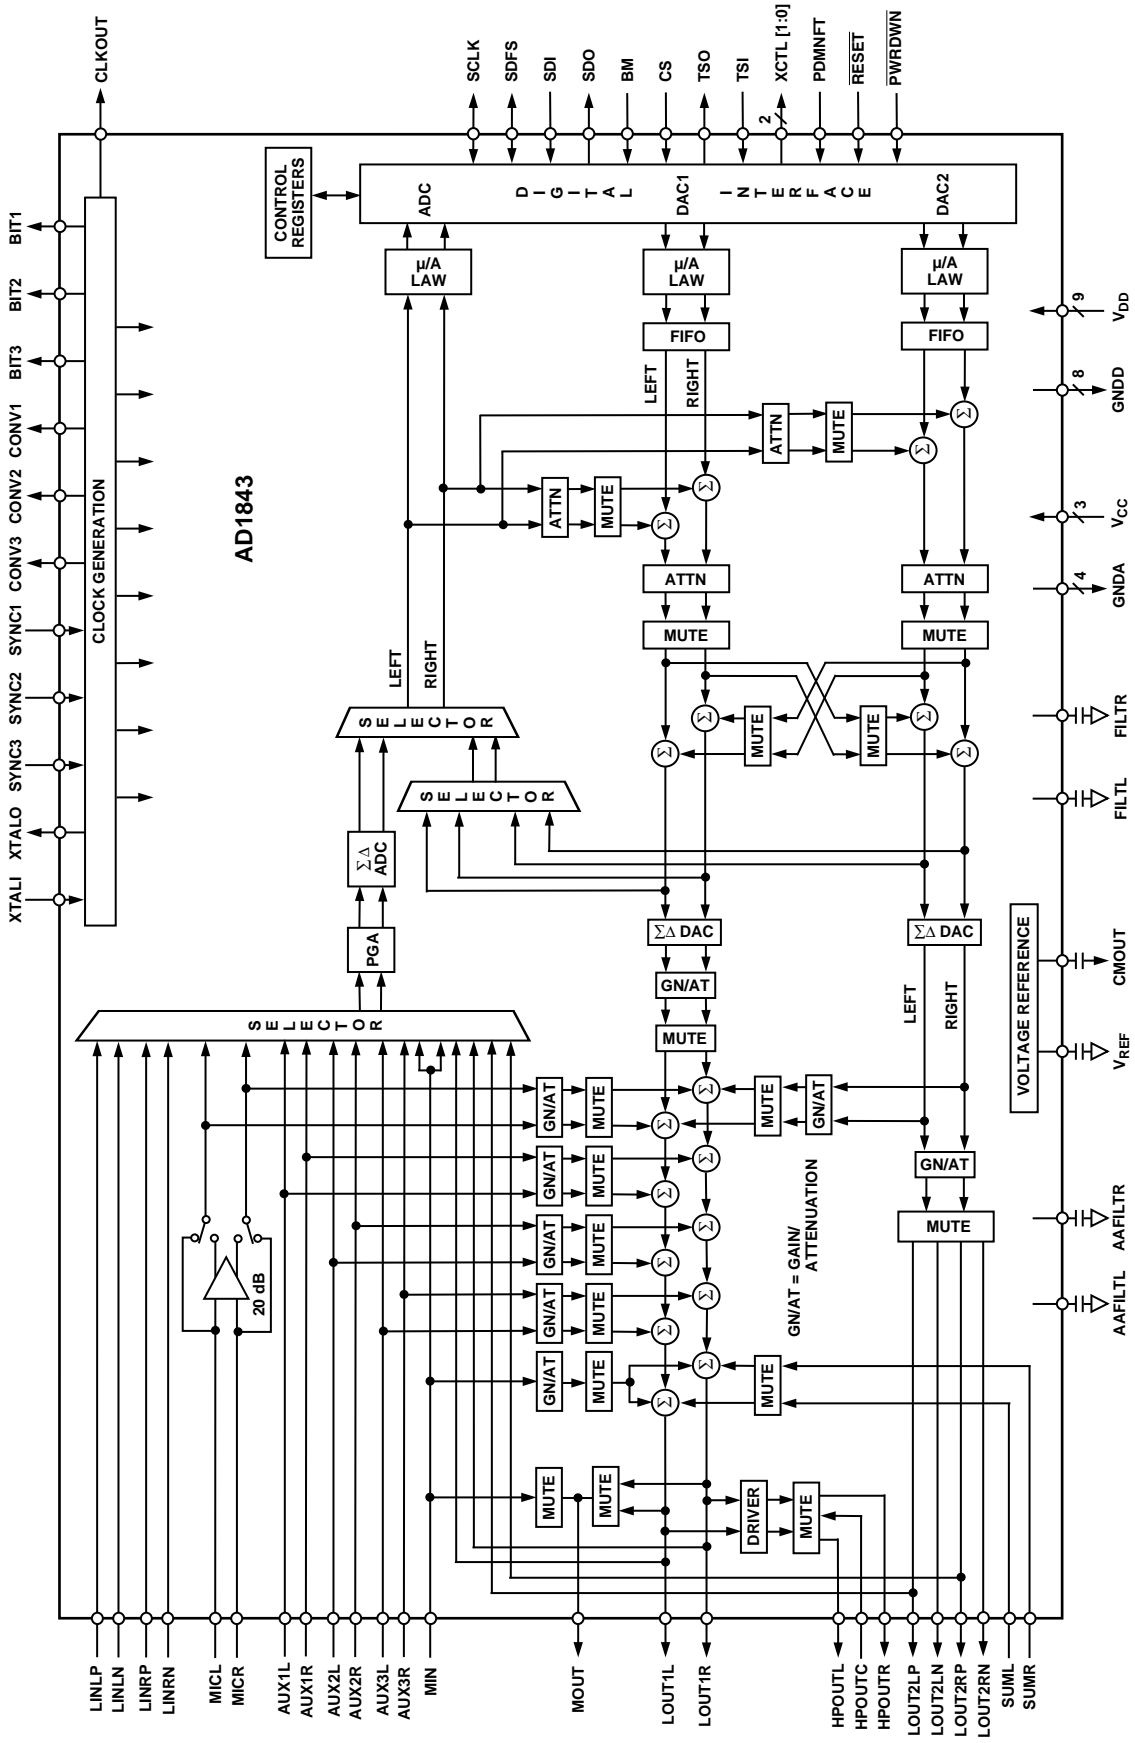 AD1843
CLKOUT
BIT1
BIT2
BIT3
CONV1
CONV2
CONV3
SYNC1
SYNC2
SYNC3
XTALO
XTALI
CLOCK GENERATION
CONTROL
REGISTERS
SCLK
SDFS
SDI
SDO
BM
CS
TSO
TSI
XCTL [1:0]
2
PDMNFT
RESET
PWRDWN
ADC
DIGITAL
DAC1
INTERFACE
DAC2
µ/A
LAW
µ/A
LAW
µ/A
LAW
FIFO
FIFO
LEFT
RIGHT
ATTN
MUTE
Σ
Σ
ATTN
MUTE
Σ
Σ
ATTN
ATTN
MUTE
MUTE
LEFT
RIGHT
SELECTOR
SELECTOR
Σ
Σ
MUTE
MUTE
Σ
Σ
ΣΔ
ADC
PGA
SELECTOR
ΣΔ DAC
ΣΔ DAC
GN/AT
MUTE
LEFT
RIGHT
VOLTAGE REFERENCE
GN/AT
MUTE
Σ
Σ
MUTE
GN/AT
GN/AT
MUTE
Σ
Σ
GN/AT
MUTE
Σ
Σ
GN/AT
MUTE
Σ
Σ
GN/AT
MUTE
Σ
Σ
MUTE
GN/AT
MUTE
GN/AT = GAIN/
ATTENUATION
20 dB
MUTE
MUTE
DRIVER
MUTE
LINLP
LINLN
LINRP
LINRN
MICL
MICR
AUX1L
AUX1R
AUX2L
AUX2R
AUX3L
AUX3R
MIN
MOUT
LOUT1L
LOUT1R
HPOUTL
HPOUTC
HPOUTR
LOUT2LP
LOUT2LN
LOUT2RP
LOUT2RN
SUML
SUMR
9
VDD
8
GNDD
3
VCC
4
GNDA
FILTR
FILTL
CMOUT
VREF
AAFILTR
AAFILTL